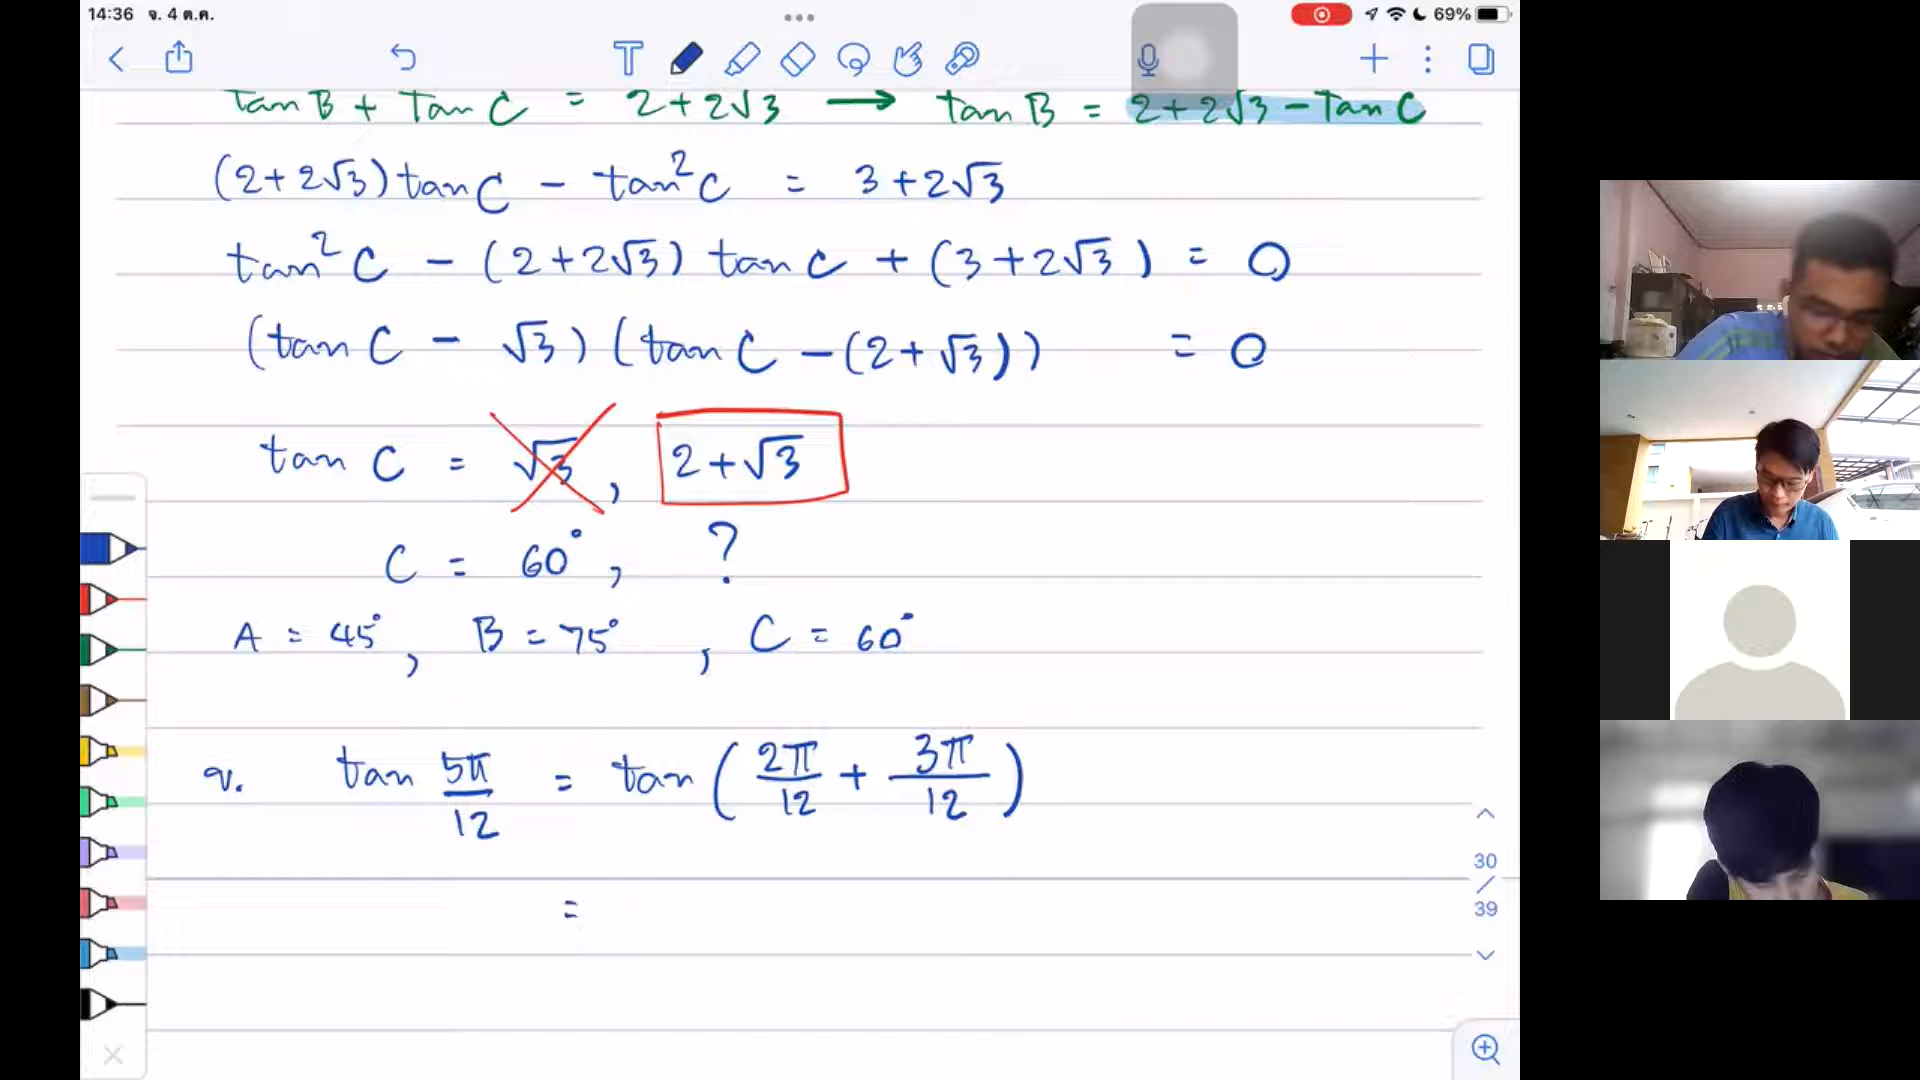 14:36 จ. 4 ต.ค. 69%
tan B + tan C = 2+2√3 → tan B = 2+2√3 - tan C
(2+2√3) tan C - tan²C = 3+2√3
tan²C - (2+2√3) tan C + (3+2√3) = 0
(tan C - √3) (tan C - (2+√3)) = 0
tan C = √3, 2+√3
C = 60°, ?
A = 45°, B = 75°, C = 60°
tan 5π/12 = tan (2π/12 + 3π/12)
=
30
/
39